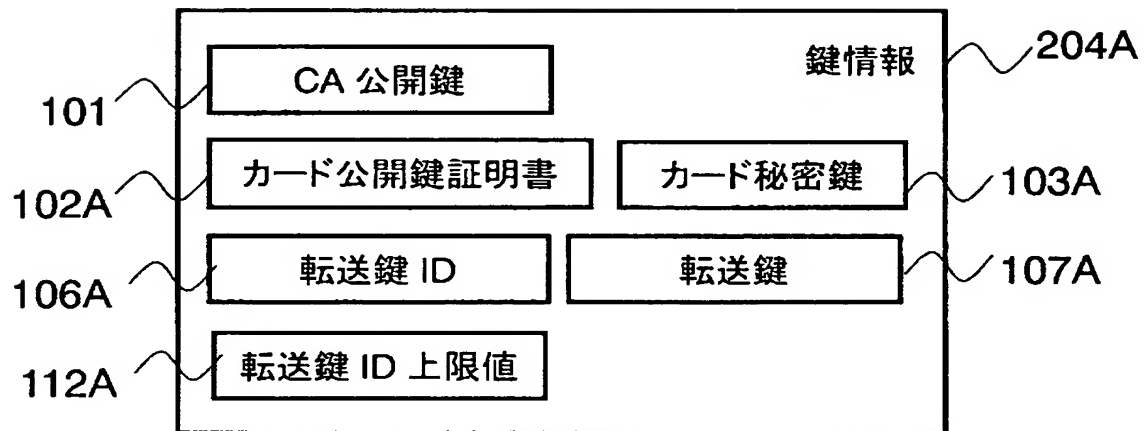 鍵情報 204A
101 CA 公開鍵
102A カード公開鍵証明書 カード秘密鍵 103A
106A 転送鍵 ID 転送鍵 107A
112A 転送鍵 ID 上限値